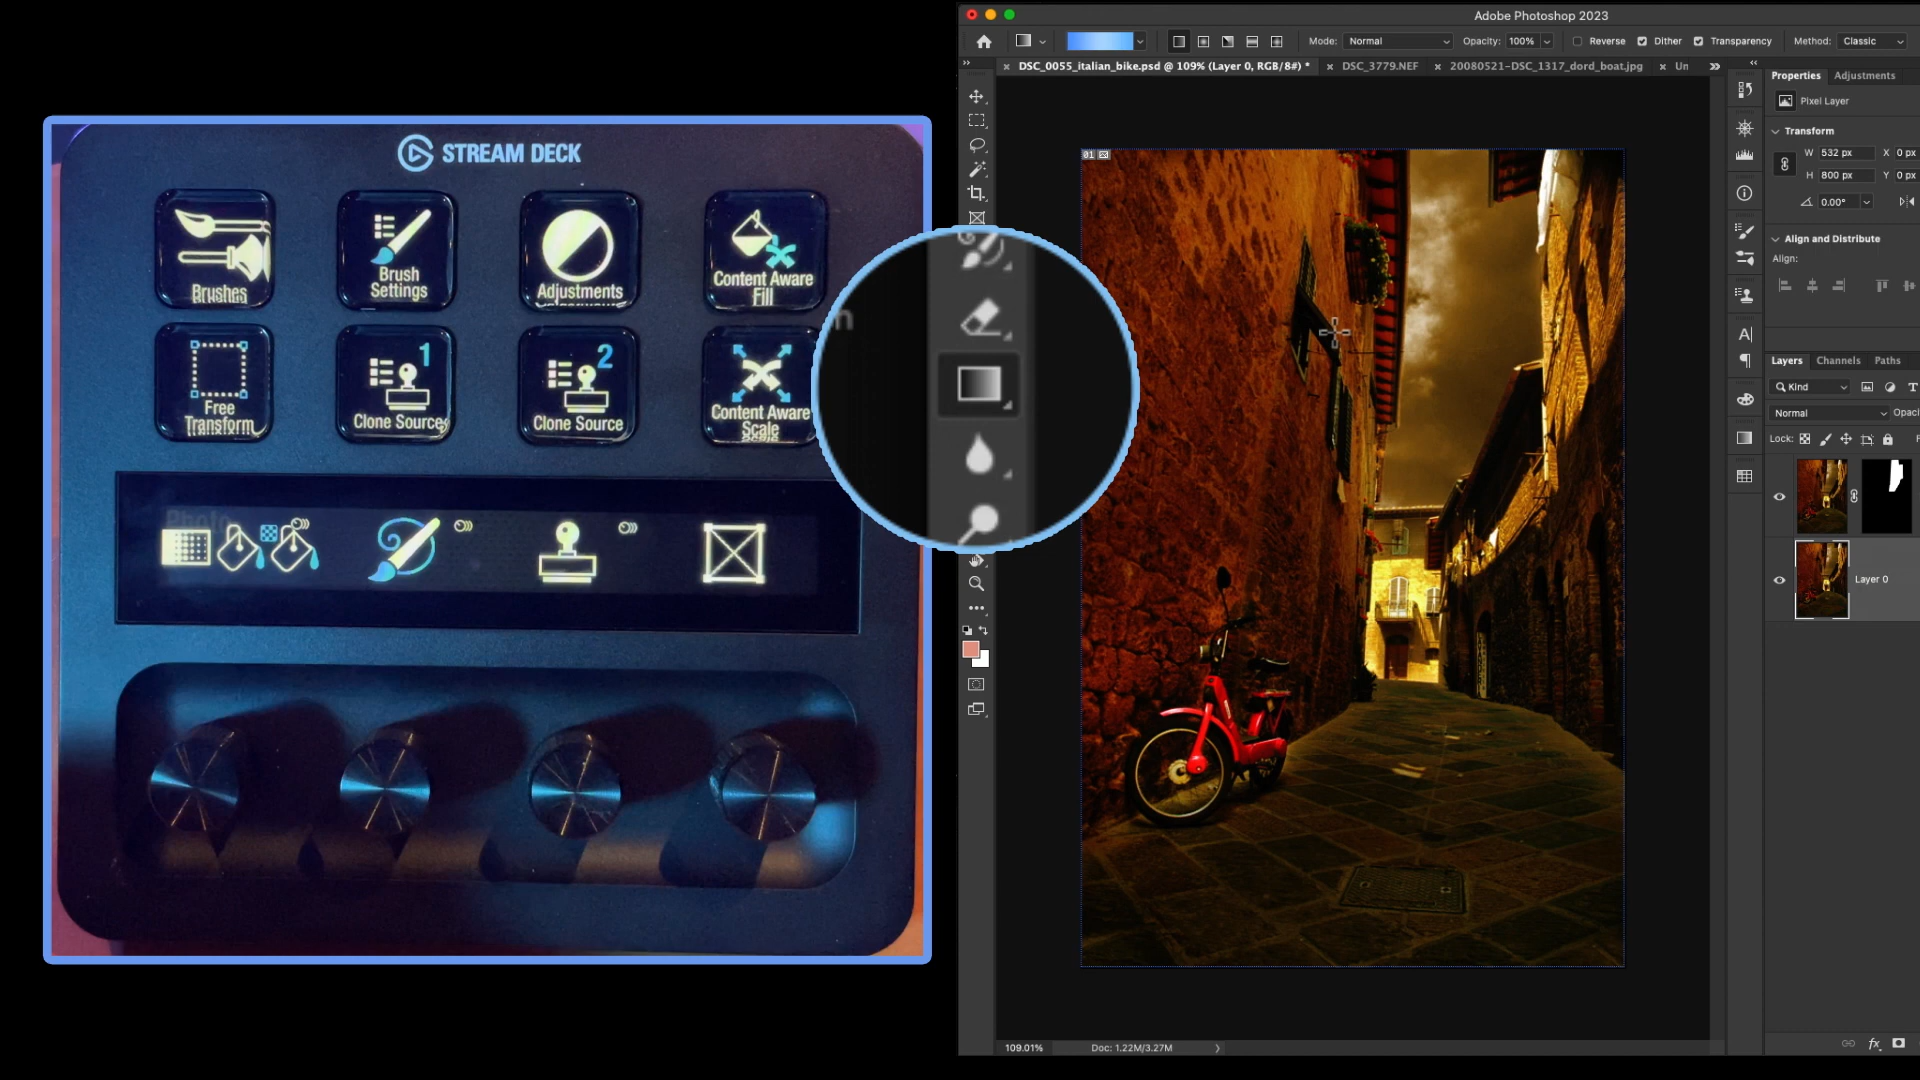 STREAM DECK
Brushes
Brush
Settings
Adjustments
Content Aware
Fill
Free
Transform
1
Clone Source
2
Clone Source
Content Aware
Scale
Adobe Photoshop 2023
Mode: Normal Opacity: 100% Reverse Dither Transparency Method: Classic
DSC_0055_italian_bike.psd @ 109% (Layer 0, RGB/8#) * DSC_3779.NEF 20080521-DSC_1317_dord_boat.jpg Un
Properties Adjustments
Pixel Layer
Transform
W 532 px X 0 px
H 800 px Y 0 px
0.00°
Align and Distribute
Align:
Layers Channels Paths
Kind
Normal Opaci
Lock: F
Layer 0
01
109.01% Doc: 1.22M/3.27M
fx